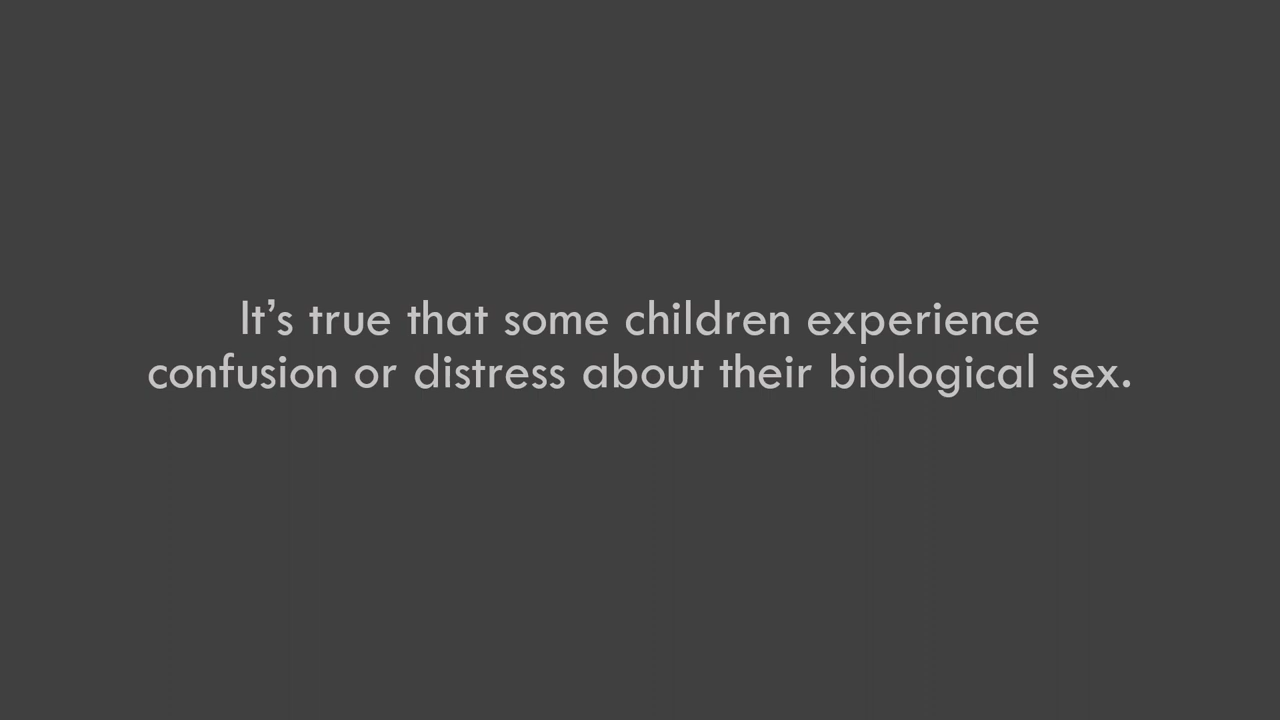 It’s true that some children experience
confusion or distress about their biological sex.